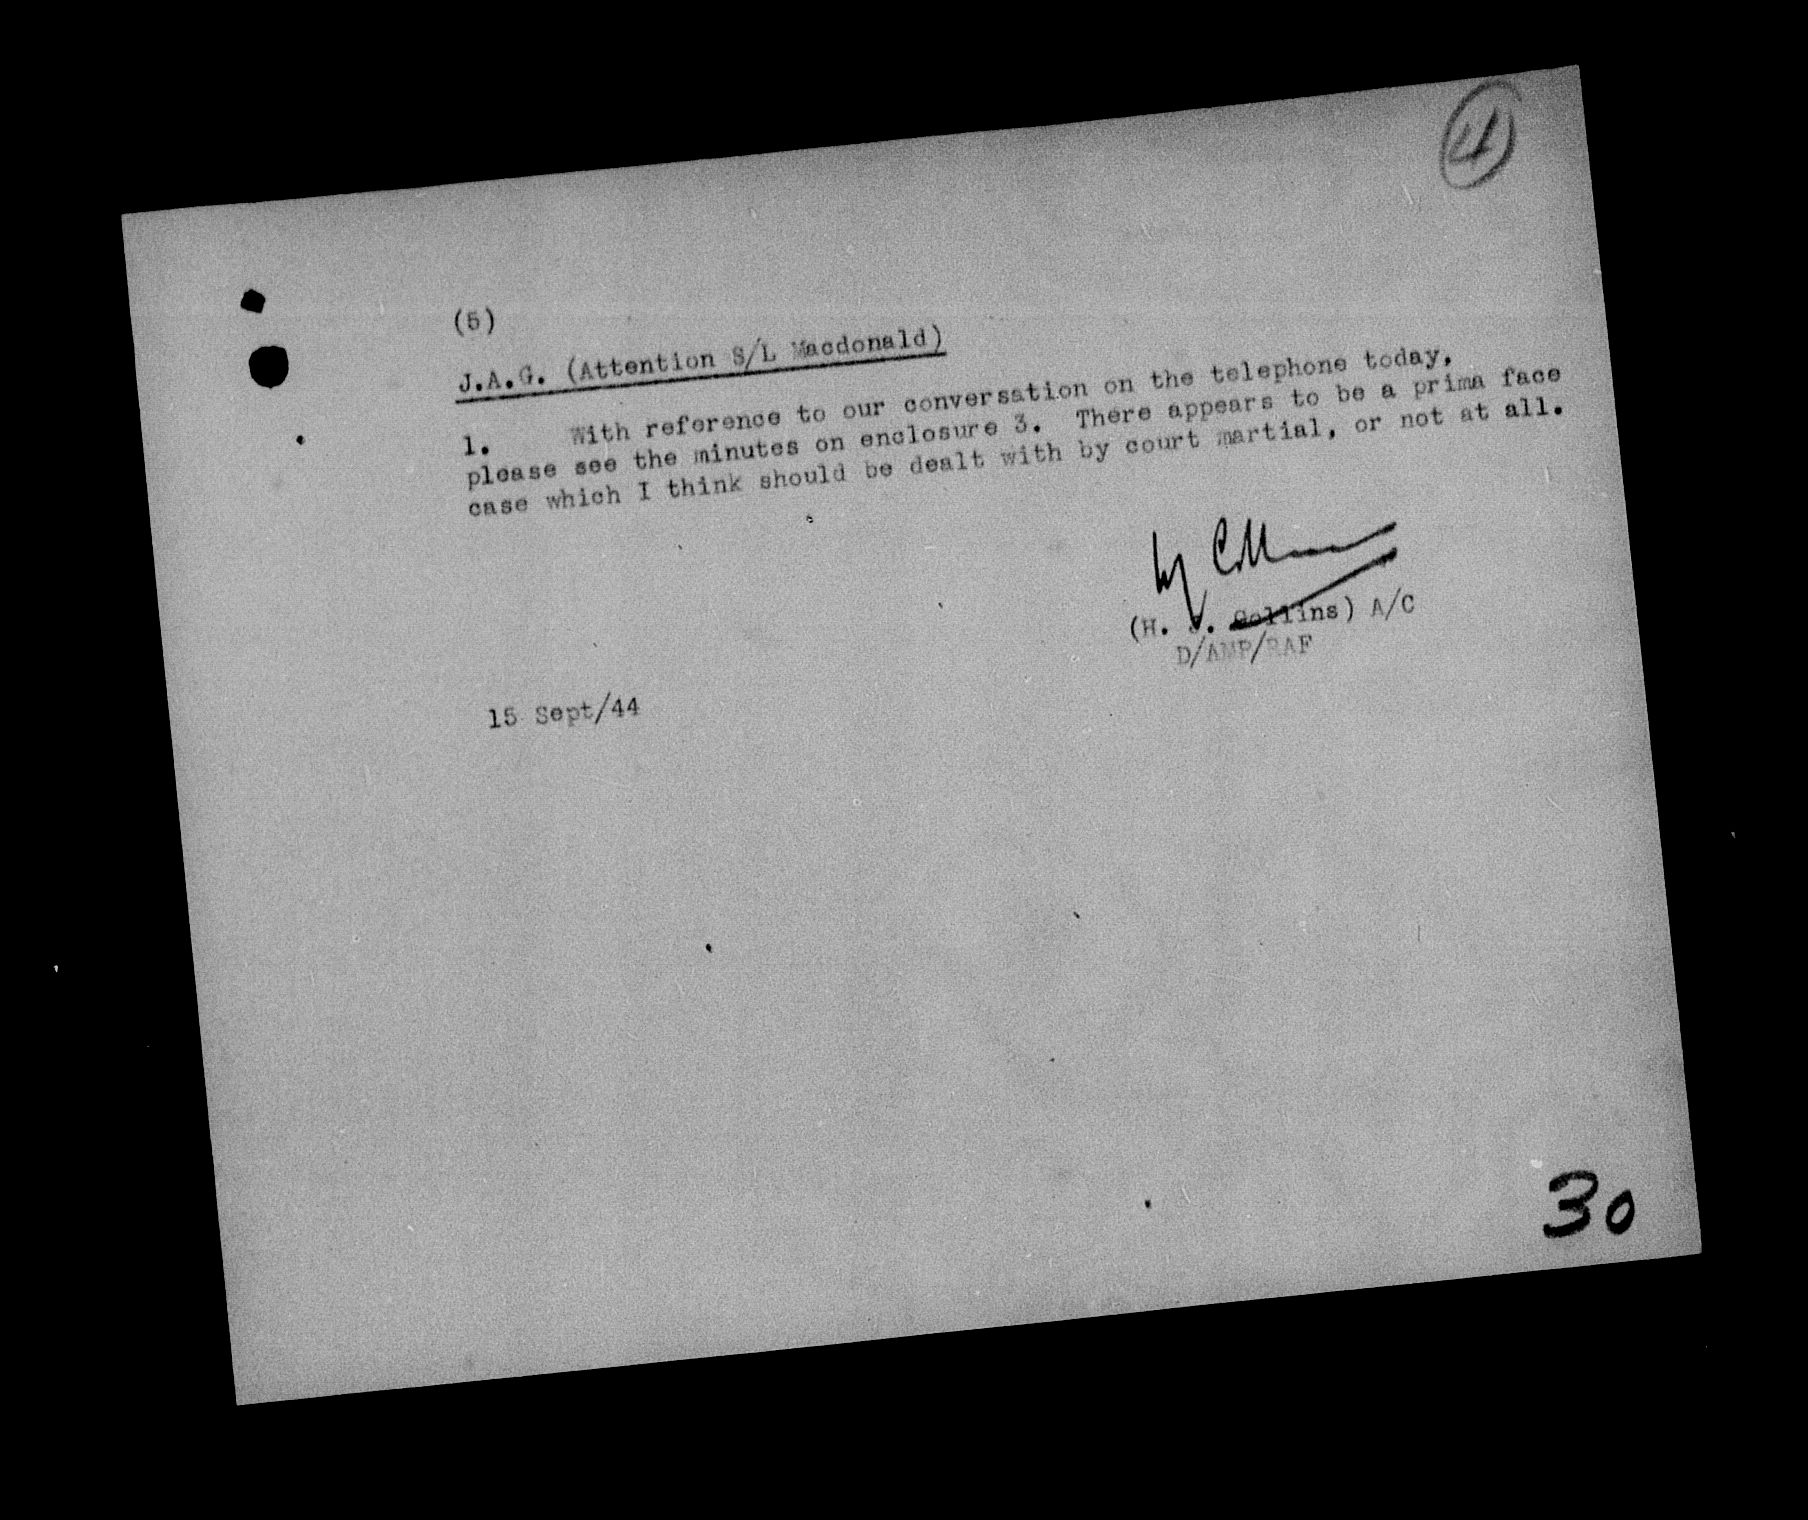 4
(5)
J.A.G. (Attention S/L Macdonald)
1. With reference to our conversation on the telephone today,
please see the minutes on enclosure 3. There appears to be a prima face
case which I think should be dealt with by court martial, or not at all.
(H. J. Collins) A/C
D/AMP/RAF
15 Sept/44
30